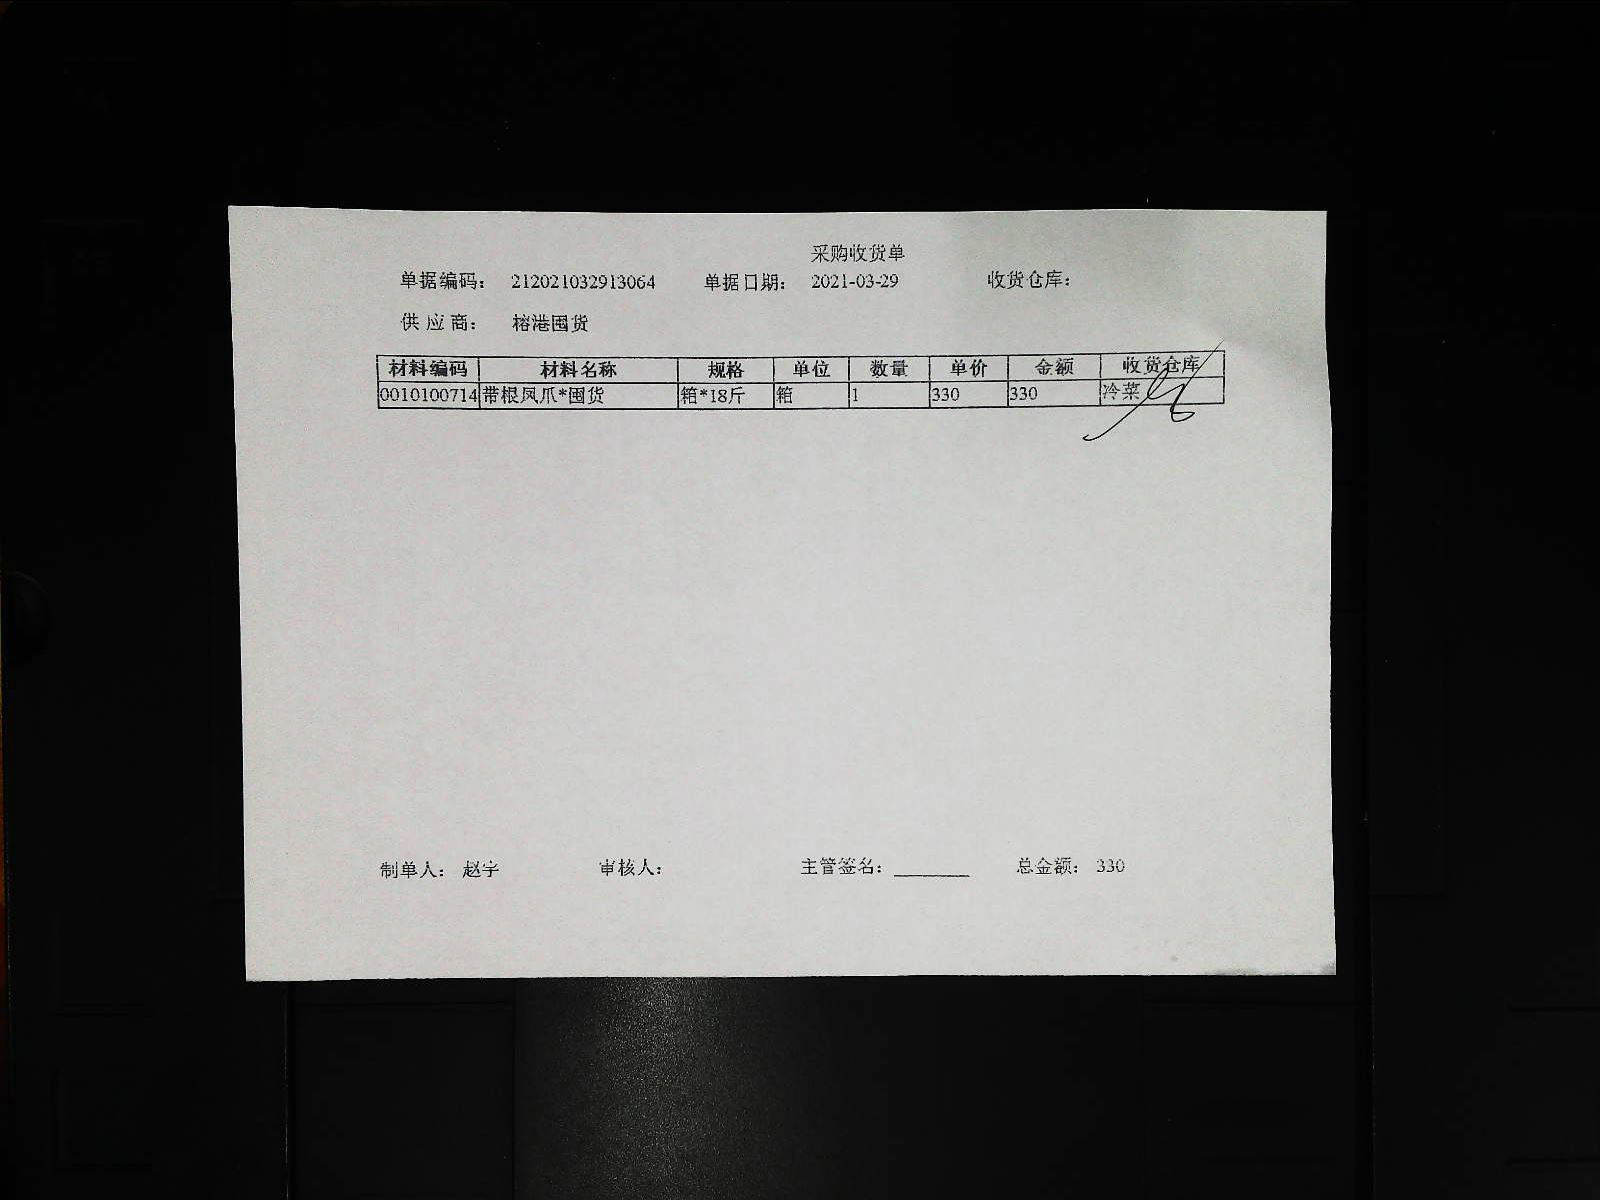 采购收货单
单据编码: 212021032913064 单据日期: 2021-03-29 收货仓库:
供应商: 榕港囤货
材料编码 材料名称 规格 单位 数量 单价 金额 收货仓库
0010100714 带根凤爪*囤货 箱*18斤 箱 1 330 330 冷菜
制单人: 赵宇 审核人: 主管签名: ________ 总金额: 330